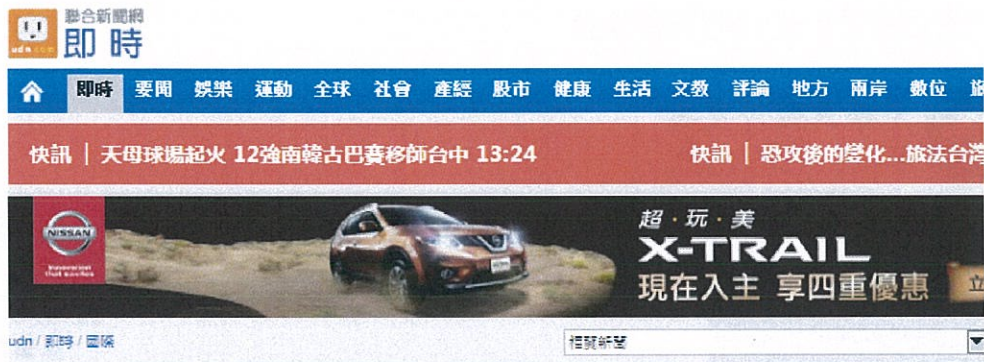 聯合新聞網
udn.com
即時
即時 要聞 娛樂 運動 全球 社會 產經 股市 健康 生活 文教 評論 地方 兩岸 數位 旅
快訊 | 天母球場起火 12強南韓古巴賽移師台中 13:24 快訊 | 恐攻後的變化...旅法台灣
NISSAN
Innovation
that excites
超·玩·美
X-TRAIL
現在入主 享四重優惠
立
udn / 即時 / 國際 相關新聞